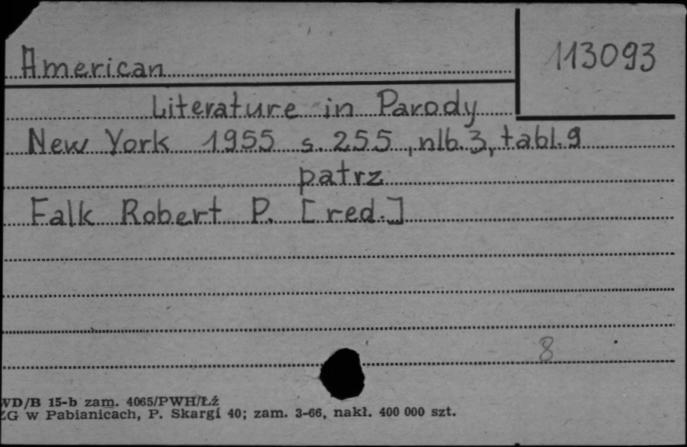 American
113093
Literature in Parody
New York 1955 s. 255, nlb. 3, tabl. 9
patrz
Falk Robert P. [red.]
8
WD/B 15-b zam. 4065/PWH/Łź
ZG w Pabianicach, P. Skargi 40; zam. 3-66, nakł. 400 000 szt.